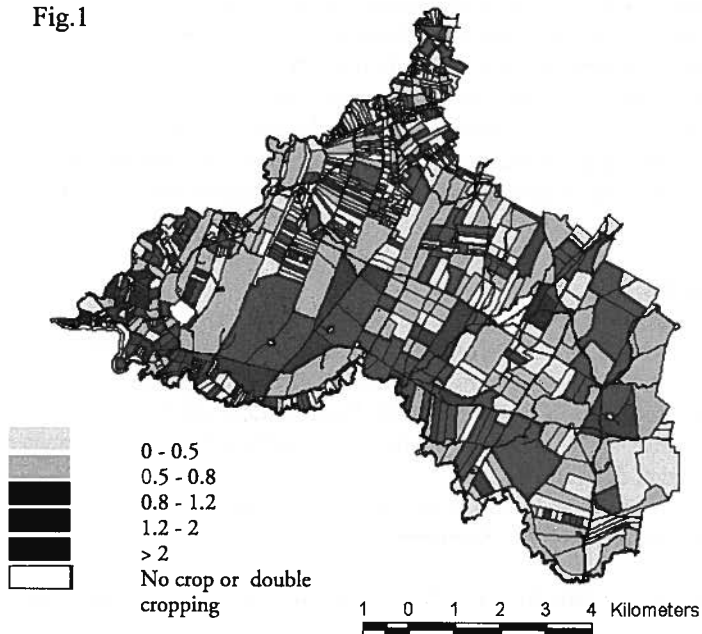 Fig.1
0 - 0.5
0.5 - 0.8
0.8 - 1.2
1.2 - 2
> 2
No crop or double
cropping
1 0 1 2 3 4 Kilometers